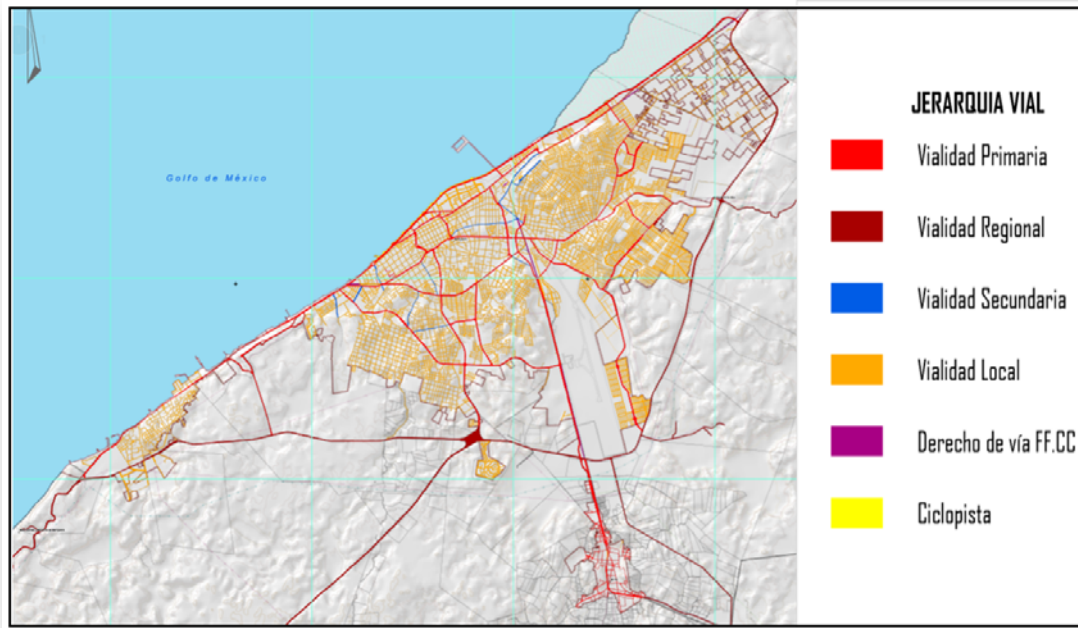 Golfo de México
JERARQUIA VIAL
Vialidad Primaria
Vialidad Regional
Vialidad Secundaria
Vialidad Local
Derecho de vía FF.CC
Ciclopista